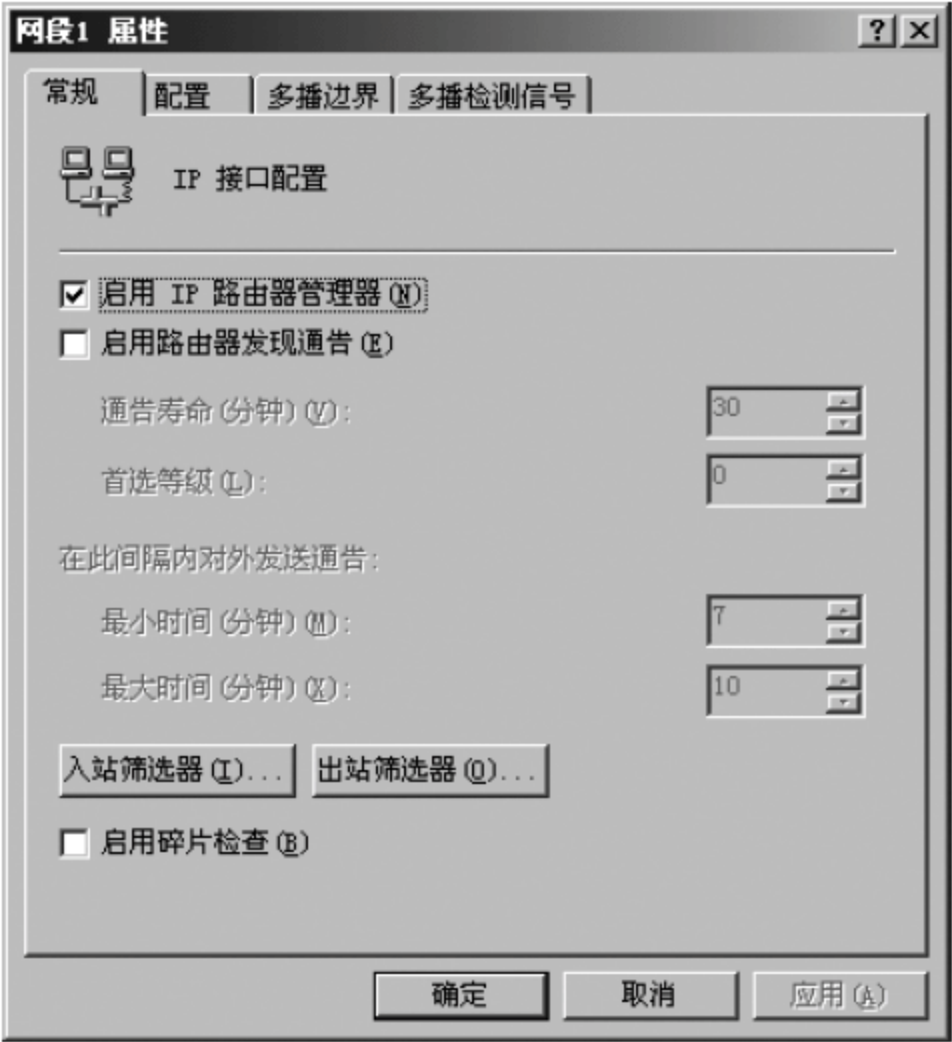 网段1 属性
常规 配置 多播边界 多播检测信号
IP 接口配置
启用 IP 路由器管理器(N)
启用路由器发现通告(E)
通告寿命(分钟)(V): 30
首选等级(L): 0
在此间隔内对外发送通告:
最小时间(分钟)(M): 7
最大时间(分钟)(X): 10
入站筛选器(I)... 出站筛选器(O)...
启用碎片检查(B)
确定 取消 应用(A)